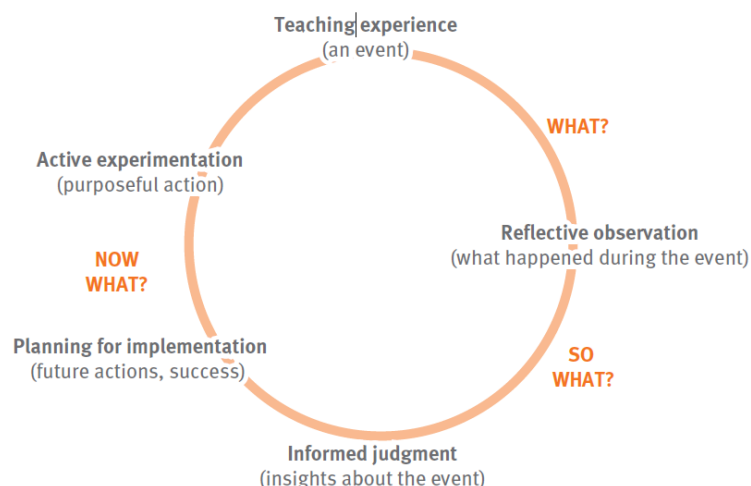 Teaching experience
(an event)
WHAT?
Active experimentation
(purposeful action)
Reflective observation
(what happened during the event)
NOW
WHAT?
Planning for implementation
(future actions, success)
SO
WHAT?
Informed judgment
(insights about the event)